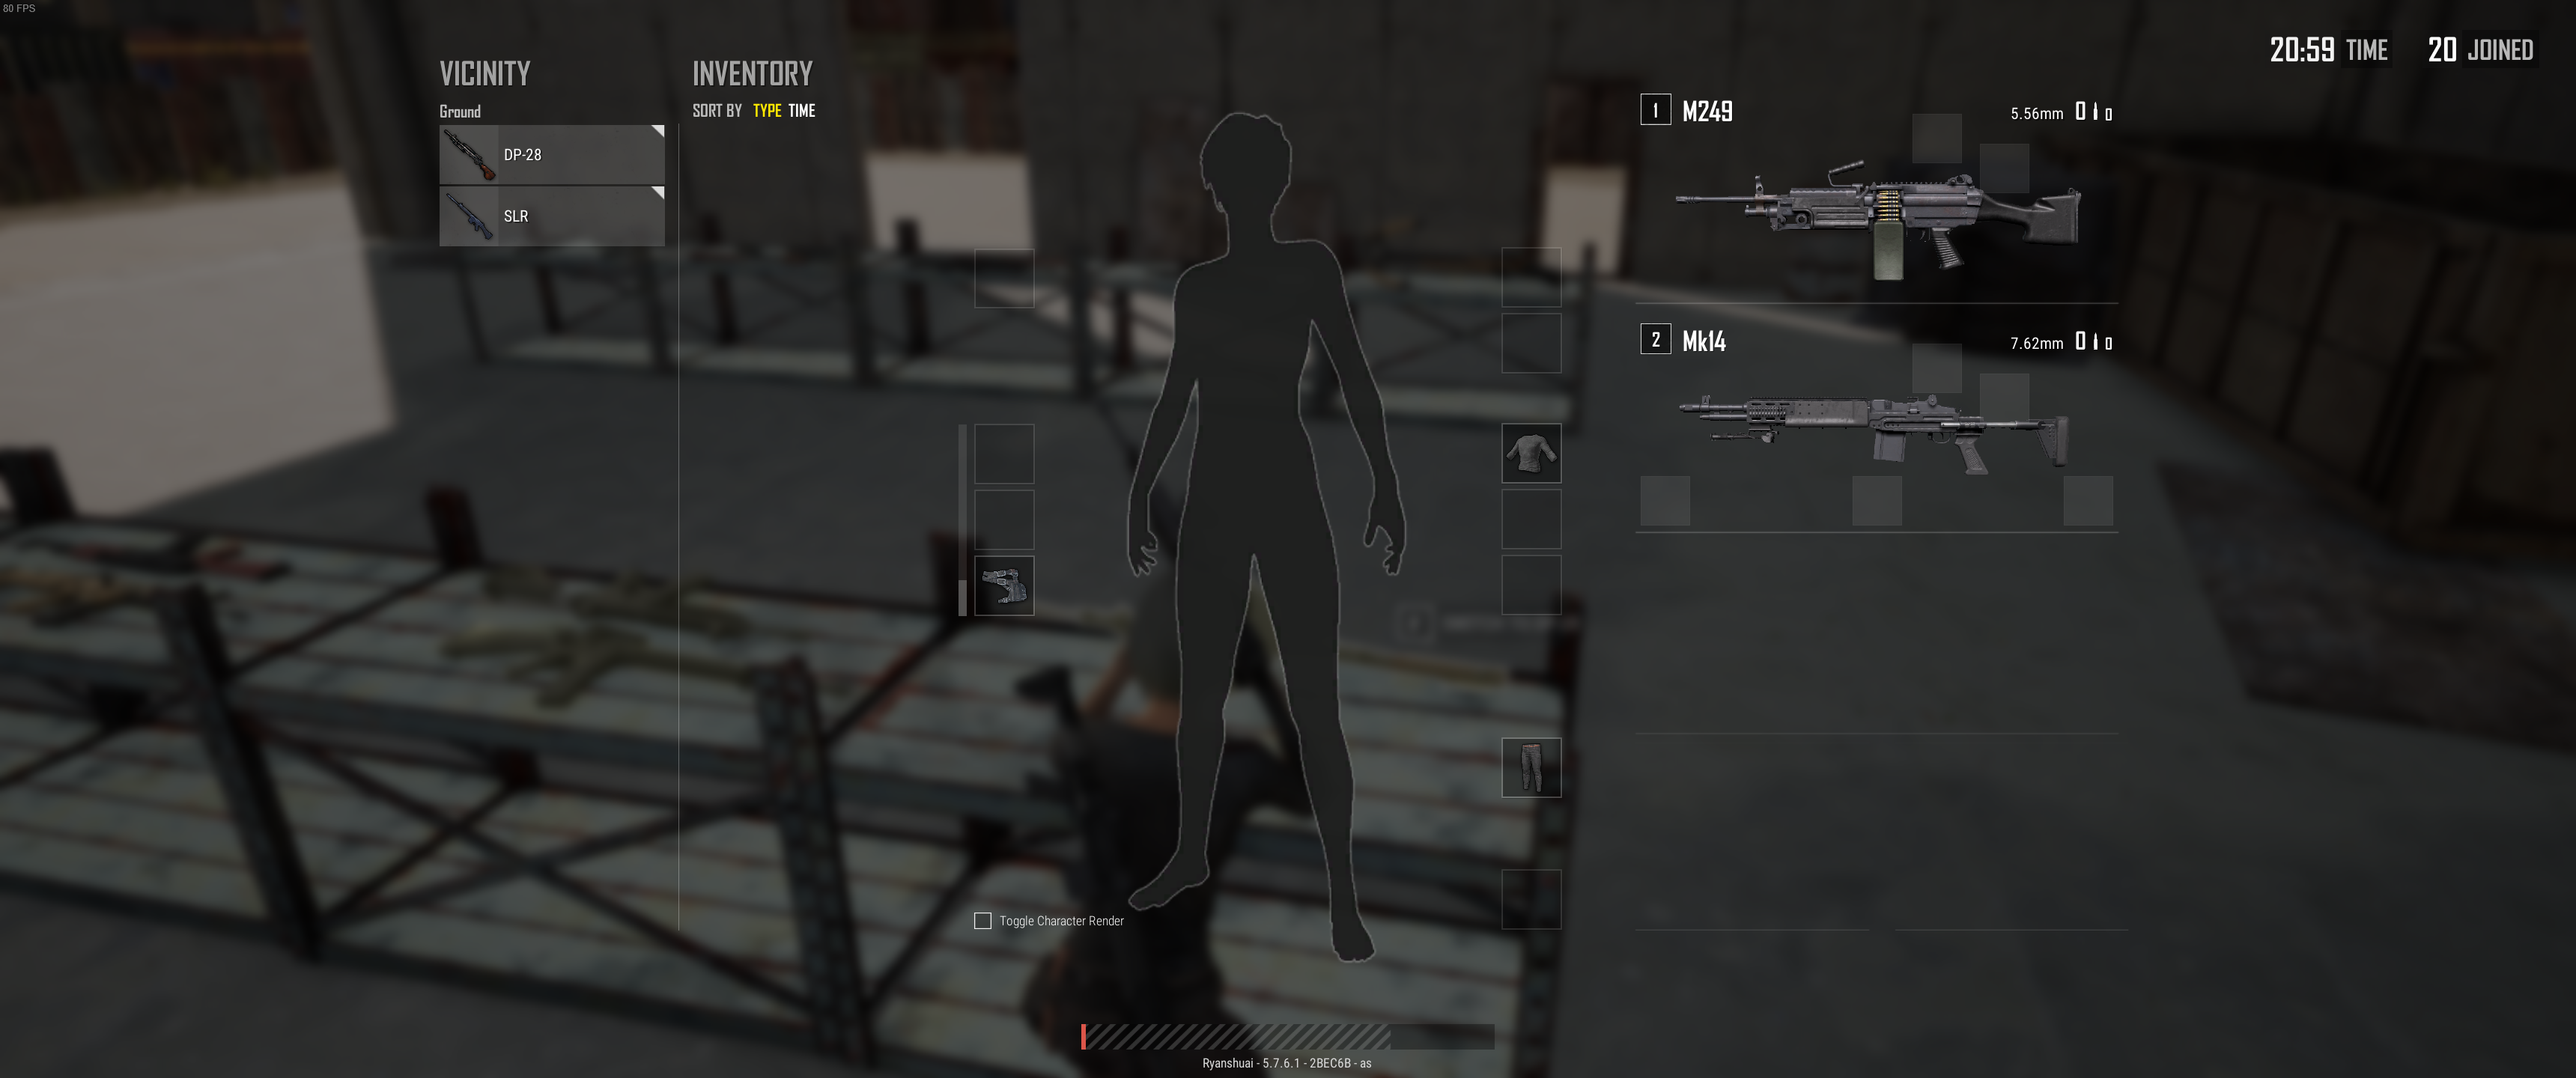 80 FPS
20:59 TIME 20 JOINED
VICINITY
Ground
DP-28
SLR
INVENTORY
SORT BY TYPE TIME
Toggle Character Render
1 M249 5.56mm 0 0
2 Mk14 7.62mm 0 0
Ryanshuai - 5.7.6.1 - 2BEC6B - as